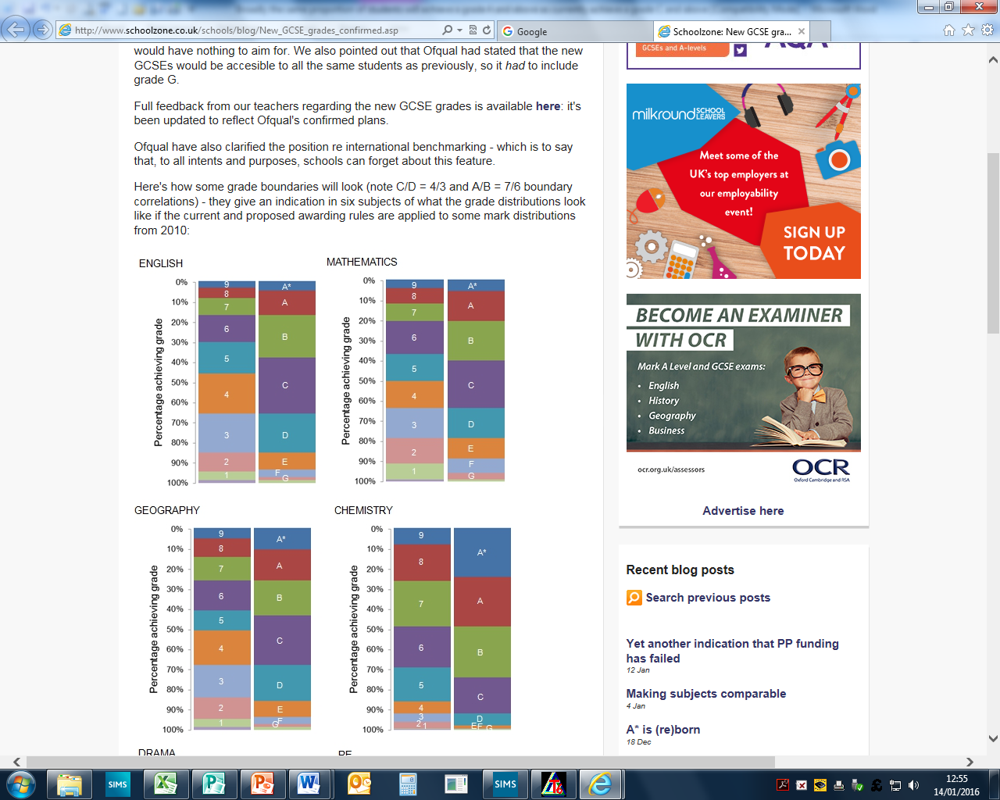 http://www.schoolzone.co.uk/schools/blog/New_GCSE_grades_confirmed.asp
Google
Schoolzone: New GCSE gra...
would have nothing to aim for. We also pointed out that Ofqual had stated that the new
GCSEs would be accesible to all the same students as previously, so it had to include
grade G.
Full feedback from our teachers regarding the new GCSE grades is available here: it's
been updated to reflect Ofqual's confirmed plans.
Ofqual have also clarified the position re international benchmarking - which is to say
that, to all intents and purposes, schools can forget about this feature.
Here's how some grade boundaries will look (note C/D = 4/3 and A/B = 7/6 boundary
correlations) - they give an indication in six subjects of what the grade distributions look
like if the current and proposed awarding rules are applied to some mark distributions
from 2010:
ENGLISH
Percentage achieving grade
0%
10%
20%
30%
40%
50%
60%
70%
80%
90%
100%
9
8
7
6
5
4
3
2
1
A*
A
B
C
D
E
F
G
MATHEMATICS
Percentage achieving grade
0%
10%
20%
30%
40%
50%
60%
70%
80%
90%
100%
9
8
7
6
5
4
3
2
1
A*
A
B
C
D
E
F
G
GEOGRAPHY
Percentage achieving grade
0%
10%
20%
30%
40%
50%
60%
70%
80%
90%
100%
9
8
7
6
5
4
3
2
1
A*
A
B
C
D
E
F
G
CHEMISTRY
Percentage achieving grade
0%
10%
20%
30%
40%
50%
60%
70%
80%
90%
100%
9
8
7
6
5
4
3
2 1
A*
A
B
C
D
E F G
DRAMA
PE
GCSEs and A-levels
AQA
milkround SCHOOL LEAVERS
Meet some of the
UK's top employers at
our employability
event!
SIGN UP
TODAY
BECOME AN EXAMINER
WITH OCR
Mark A Level and GCSE exams:
• English
• History
• Geography
• Business
ocr.org.uk/assessors
OCR
Oxford Cambridge and RSA
Advertise here
Recent blog posts
Search previous posts
Yet another indication that PP funding
has failed
12 Jan
Making subjects comparable
4 Jan
A* is (re)born
18 Dec
SIMS
SIMS
12:55
14/01/2016